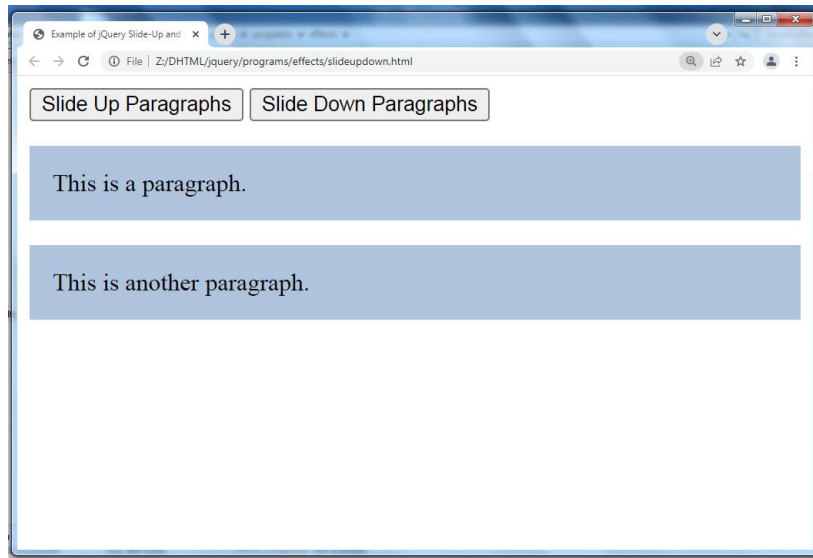 Example of jQuery Slide-Up and
File | Z:/DHTML/jquery/programs/effects/slideupdown.html
Slide Up Paragraphs Slide Down Paragraphs
This is a paragraph.
This is another paragraph.